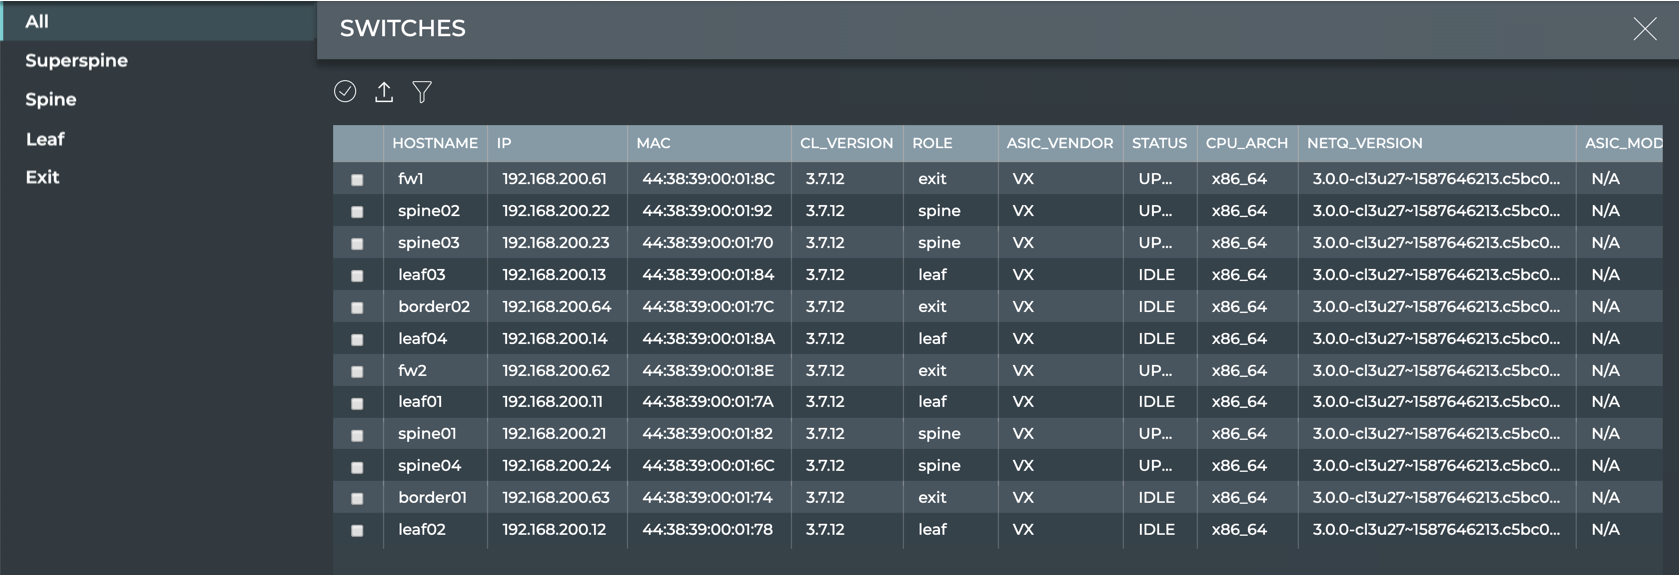 All
Superspine
Spine
Leaf
Exit
SWITCHES
HOSTNAME IP MAC CL_VERSION ROLE ASIC_VENDOR STATUS CPU_ARCH NETQ_VERSION ASIC_MOD
fw1 192.168.200.61 44:38:39:00:01:8C 3.7.12 exit VX UP... x86_64 3.0.0-cl3u27~1587646213.c5bc0... N/A
spine02 192.168.200.22 44:38:39:00:01:92 3.7.12 spine VX UP... x86_64 3.0.0-cl3u27~1587646213.c5bc0... N/A
spine03 192.168.200.23 44:38:39:00:01:70 3.7.12 spine VX UP... x86_64 3.0.0-cl3u27~1587646213.c5bc0... N/A
leaf03 192.168.200.13 44:38:39:00:01:84 3.7.12 leaf VX IDLE x86_64 3.0.0-cl3u27~1587646213.c5bc0... N/A
border02 192.168.200.64 44:38:39:00:01:7C 3.7.12 exit VX IDLE x86_64 3.0.0-cl3u27~1587646213.c5bc0... N/A
leaf04 192.168.200.14 44:38:39:00:01:8A 3.7.12 leaf VX IDLE x86_64 3.0.0-cl3u27~1587646213.c5bc0... N/A
fw2 192.168.200.62 44:38:39:00:01:8E 3.7.12 exit VX UP... x86_64 3.0.0-cl3u27~1587646213.c5bc0... N/A
leaf01 192.168.200.11 44:38:39:00:01:7A 3.7.12 leaf VX IDLE x86_64 3.0.0-cl3u27~1587646213.c5bc0... N/A
spine01 192.168.200.21 44:38:39:00:01:82 3.7.12 spine VX UP... x86_64 3.0.0-cl3u27~1587646213.c5bc0... N/A
spine04 192.168.200.24 44:38:39:00:01:6C 3.7.12 spine VX UP... x86_64 3.0.0-cl3u27~1587646213.c5bc0... N/A
border01 192.168.200.63 44:38:39:00:01:74 3.7.12 exit VX IDLE x86_64 3.0.0-cl3u27~1587646213.c5bc0... N/A
leaf02 192.168.200.12 44:38:39:00:01:78 3.7.12 leaf VX IDLE x86_64 3.0.0-cl3u27~1587646213.c5bc0... N/A